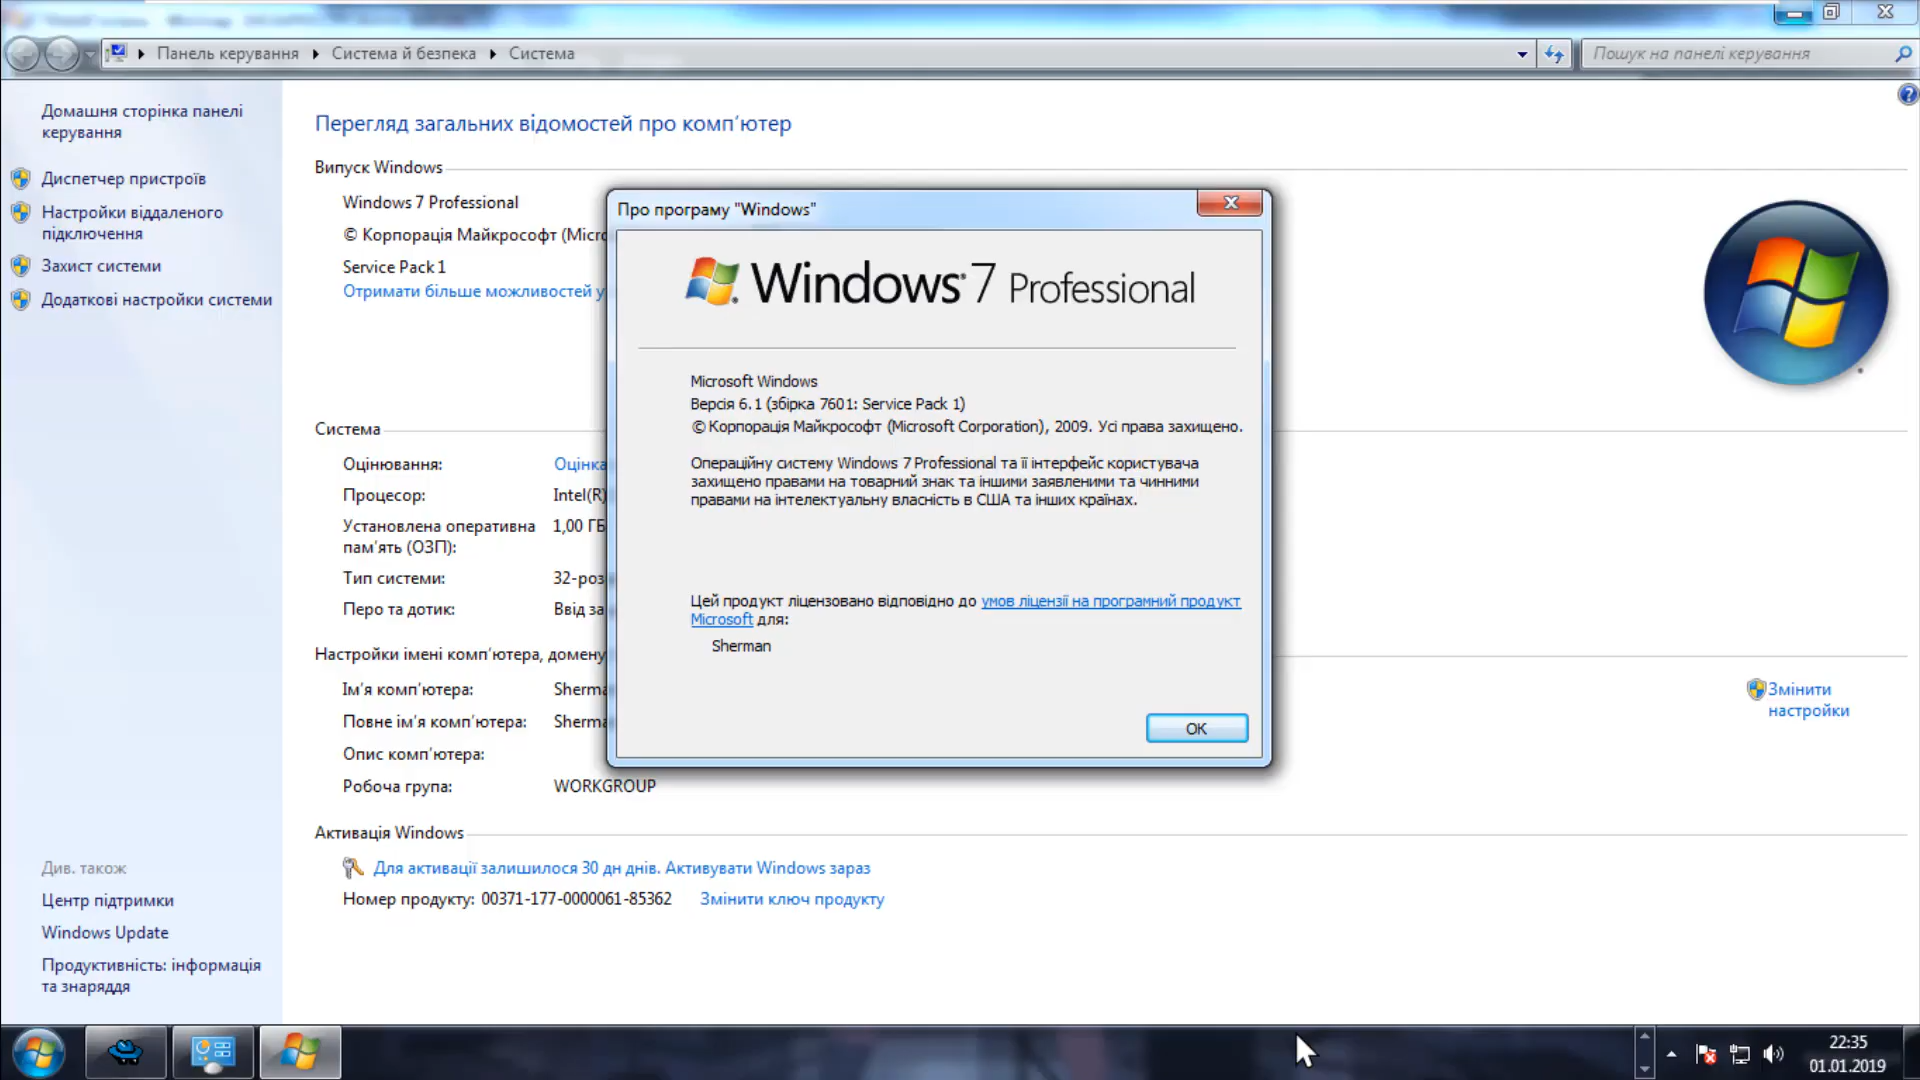 Панель керування
Система й безпека
Система
Пошук на панелі керування
Домашня сторінка панелі
керування
Диспетчер пристроїв
Настройки віддаленого
підключення
Захист системи
Додаткові настройки системи
Див. також
Центр підтримки
Windows Update
Продуктивність: інформація
та знаряддя
Перегляд загальних відомостей про комп'ютер
Випуск Windows
Windows 7 Professional
© Корпорація Майкрософт
Service Pack 1
Отримати більше можливостей у
Система
Оцінювання: Оцінка
Процесор: Intel(R)
Установлена оперативна 1,00 ГБ
пам'ять (ОЗП):
Тип системи:
Перо та дотик: Ввід
Настройки імені комп'ютера, домену
Ім'я комп'ютера:
Повне ім'я комп'ютера:
Опис комп'ютера:
Робоча група: WORKGROUP
Змінити
настройки
Активація Windows
Для активації залишилося 30 дн днів. Активувати Windows зараз
Номер продукту: 00371-177-0000061-85362 Змінити ключ продукту
Про програму "Windows"
Windows 7 Professional
Microsoft Windows
Версія 6.1 (збірка 7601: Service Pack 1)
© Корпорація Майкрософт (Microsoft Corporation), 2009. Усі права захищено.
Операційну систему Windows 7 Professional та її інтерфейс користувача
захищено правами на товарний знак та іншими заявленими та чинними
правами на інтелектуальну власність в США та інших країнах.
Цей продукт ліцензовано відповідно до умов ліцензії на програмний продукт
Microsoft для:
Sherman
OK
22:35
01.01.2019